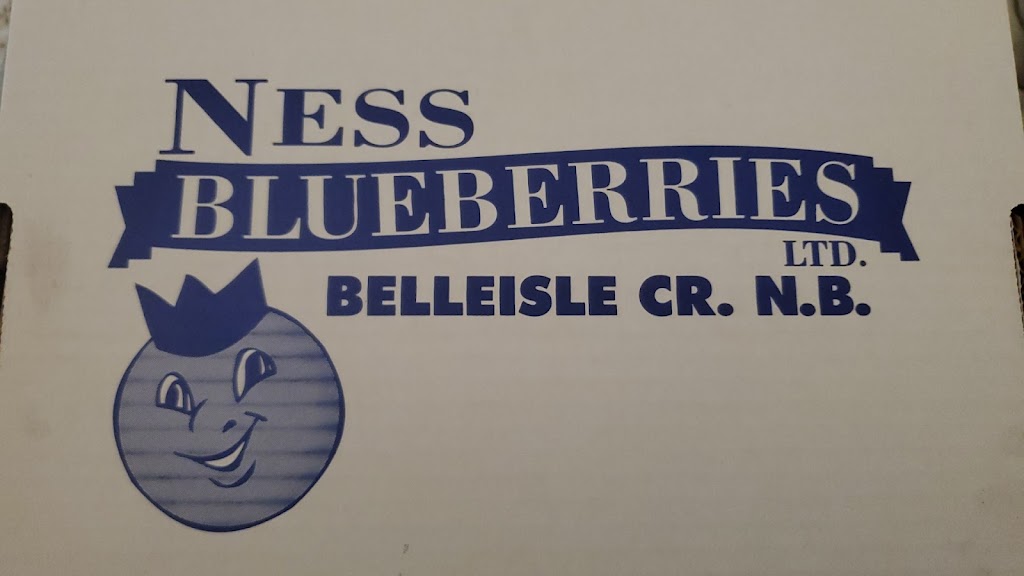 NESS
BLUEBERRIES
LTD.
BELLEISLE CR. N.B.